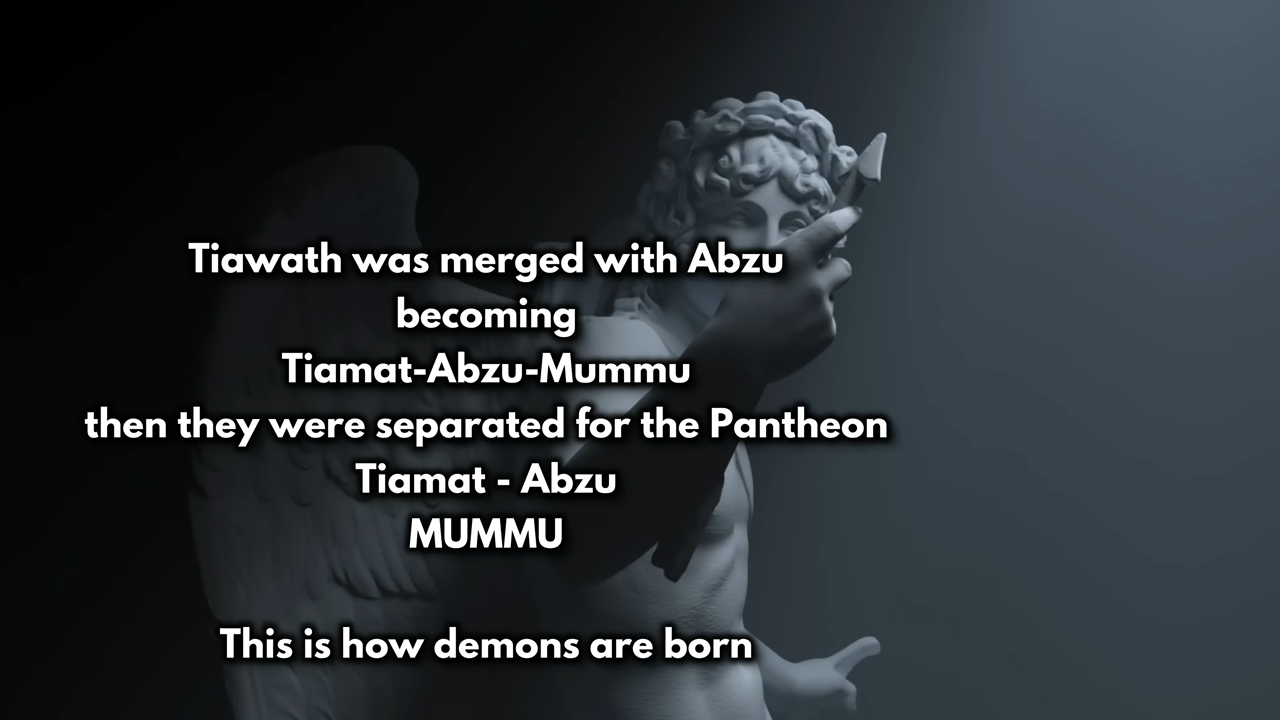 Tiawath was merged with Abzu
becoming
Tiamat-Abzu-Mummu
then they were separated for the Pantheon
Tiamat - Abzu
MUMMU
This is how demons are born